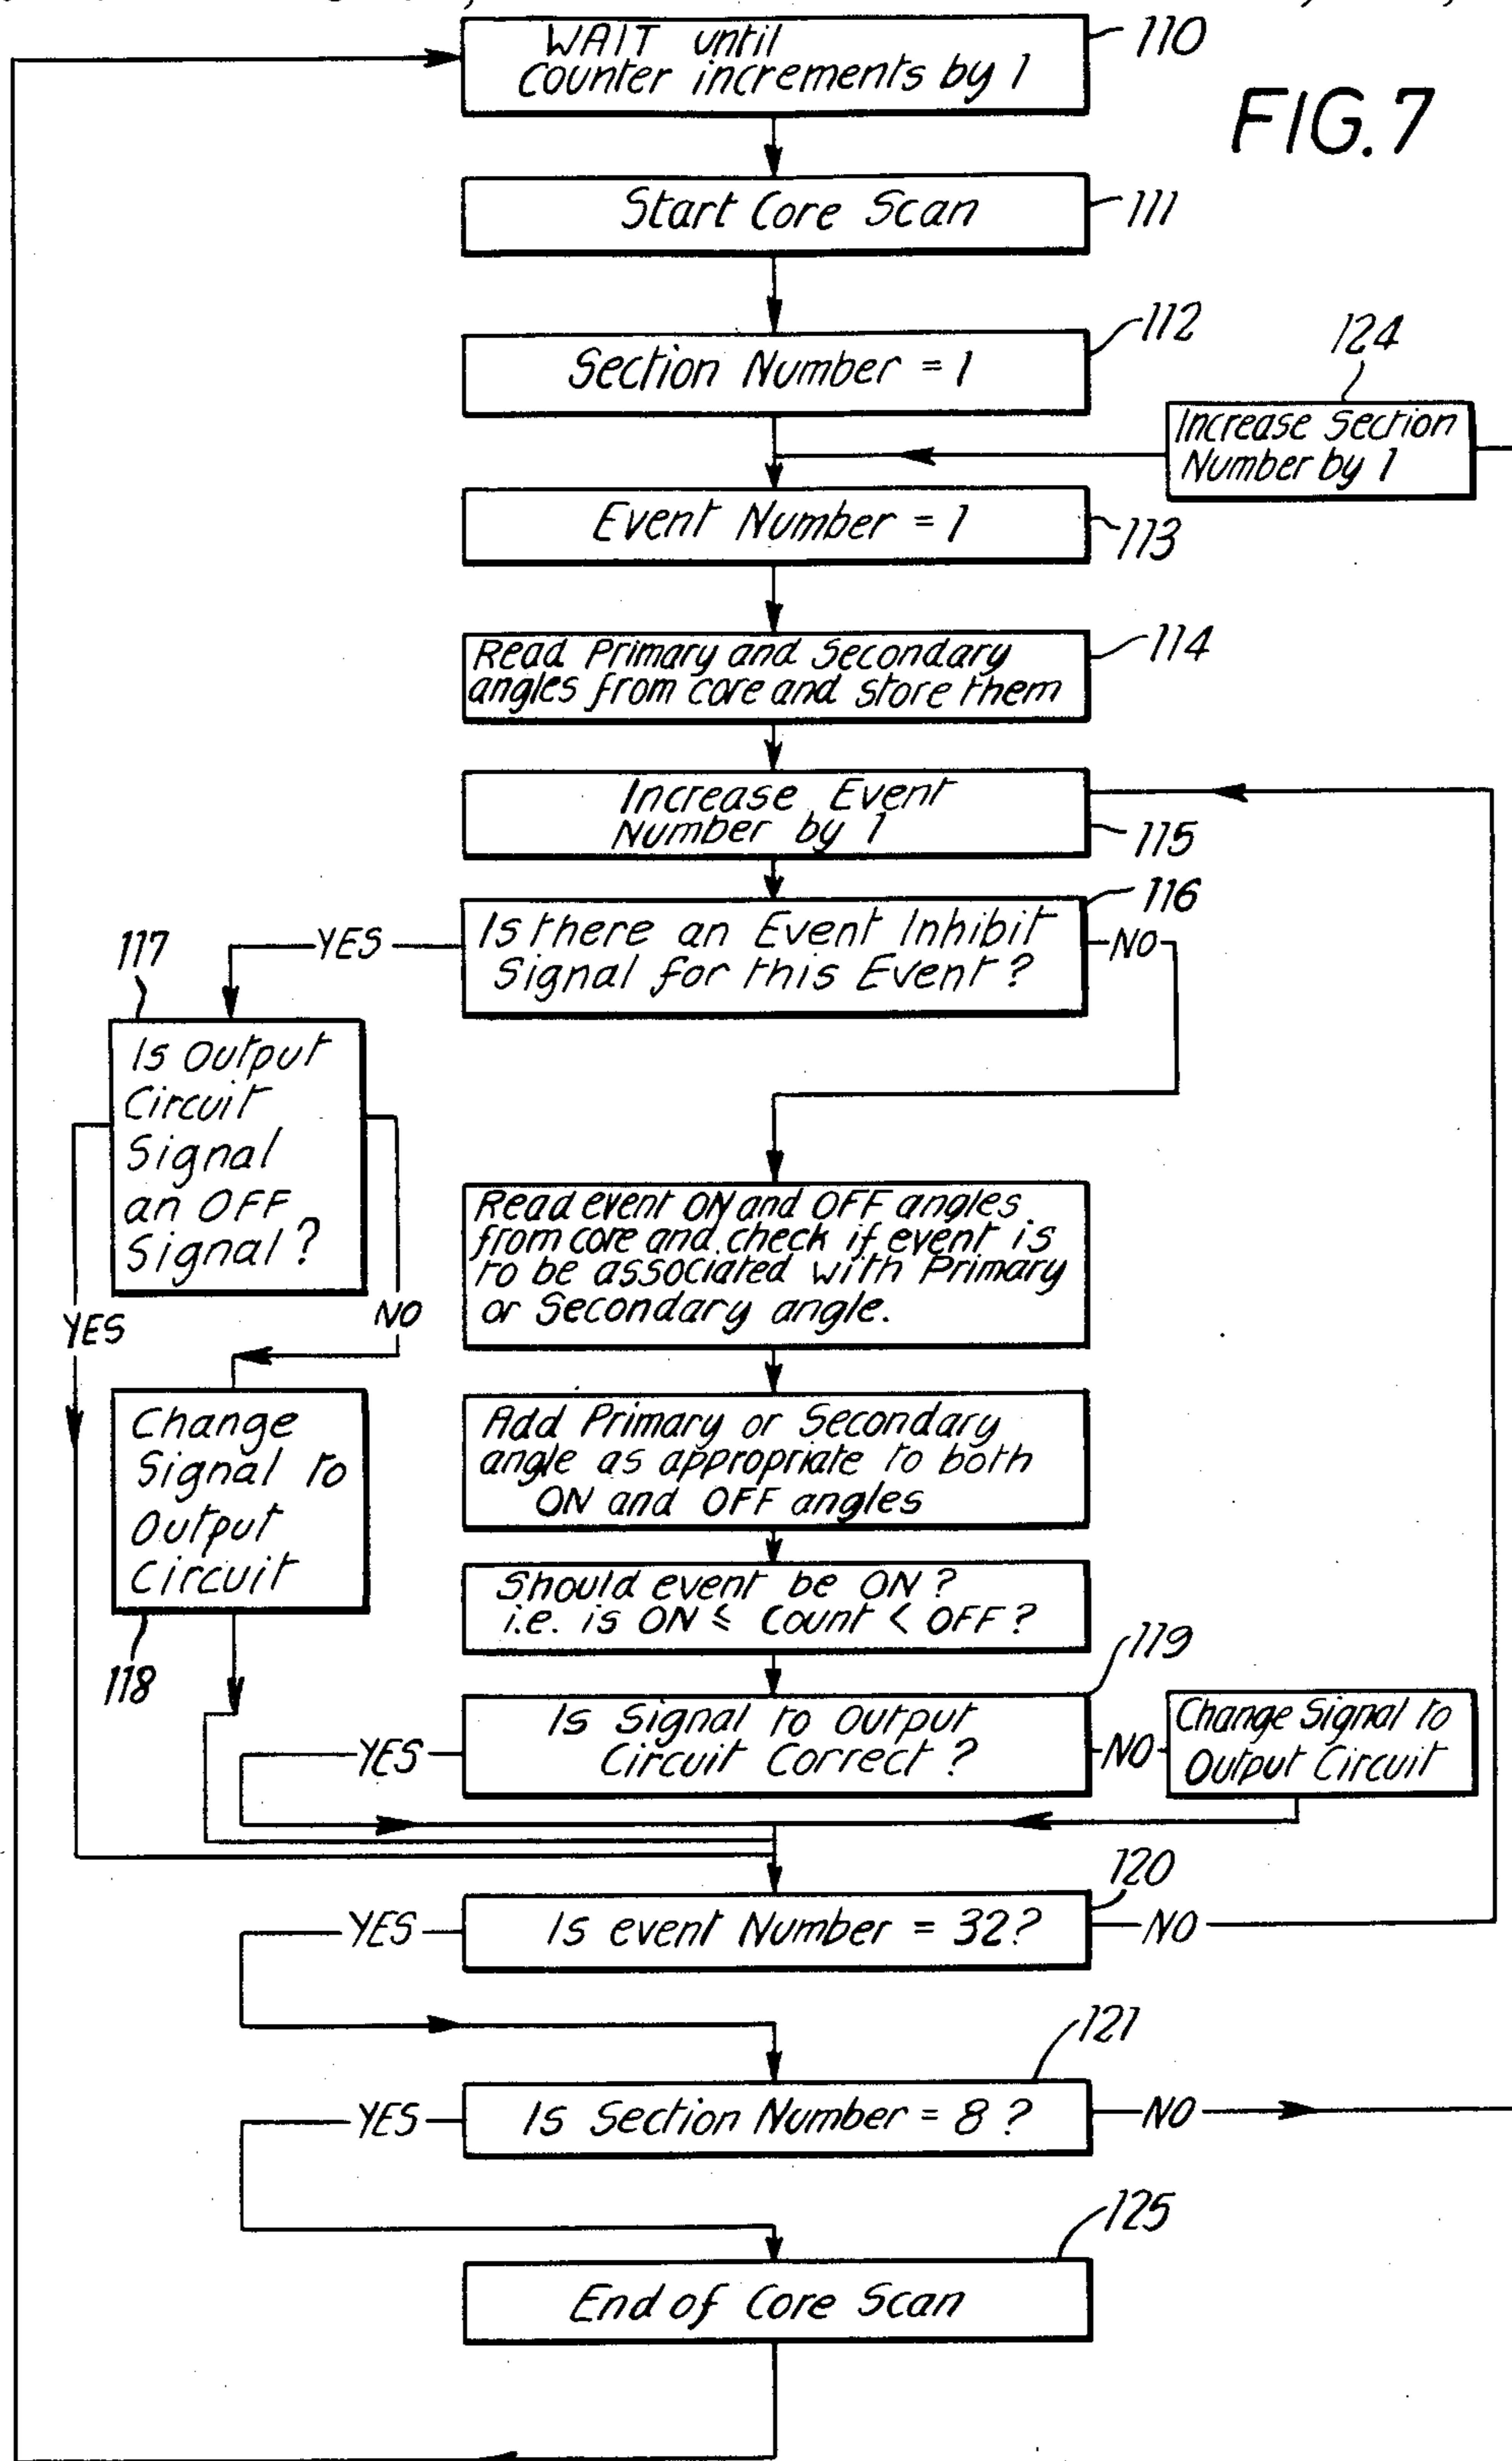 WAIT until
Counter increments by 1
110
FIG. 7
Start Core Scan
111
Section Number = 1
112
124
Increase Section
Number by 1
Event Number = 1
113
Read Primary and Secondary
angles from core and store them
114
Increase Event
Number by 1
115
116
Is there an Event Inhibit
Signal for this Event?
YES
NO
117
Is Output
Circuit
Signal
an OFF
Signal?
YES
NO
Read event ON and OFF angles
from core and check if event is
to be associated with Primary
or Secondary angle.
Change
Signal to
Output
Circuit
118
Add Primary or Secondary
angle as appropriate to both
ON and OFF angles
Should event be ON?
i.e. is ON ≤ Count < OFF?
119
Is Signal to Output
Circuit Correct?
YES
NO
Change Signal to
Output Circuit
120
Is event Number = 32?
YES
NO
121
Is Section Number = 8?
YES
NO
125
End of Core Scan